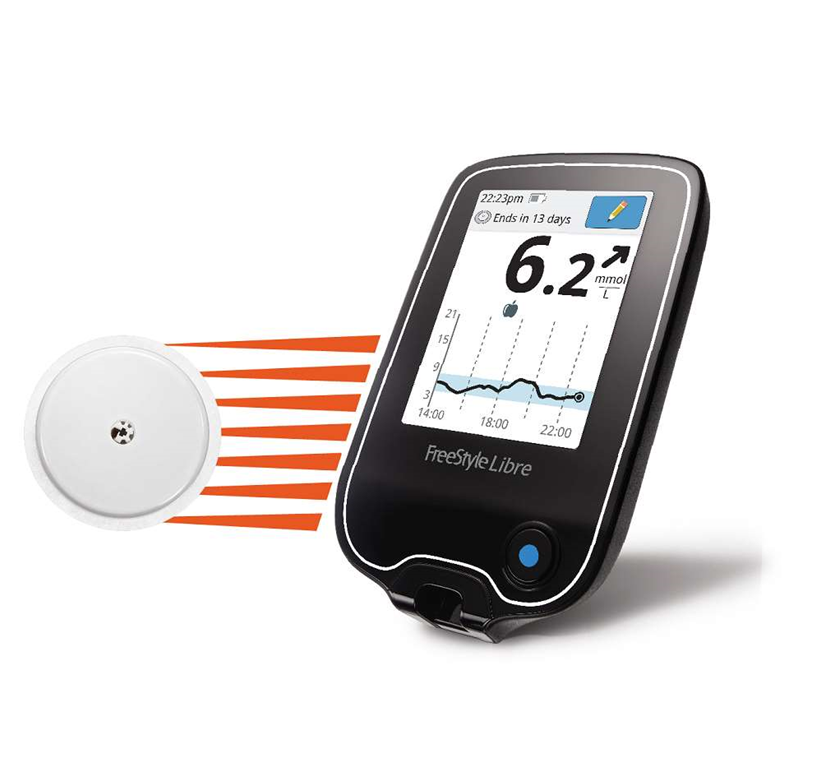 22:23pm
Ends in 13 days
6.2
mmol
L
21
15
9
3
14:00
18:00
22:00
FreeStyle Libre